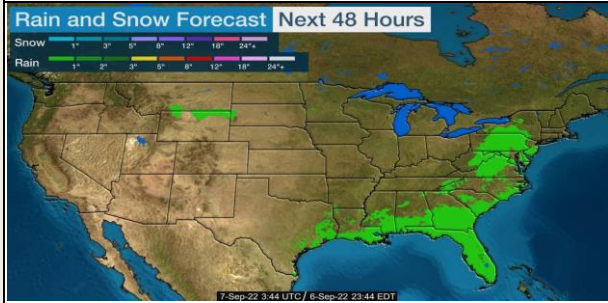 Rain and Snow Forecast Next 48 Hours
Snow
1" 3" 5" 8" 12" 18" 24"+
Rain
1" 2" 3" 5" 8" 12" 18" 24"+
7-Sep-22 3:44 UTC / 6-Sep-22 23:44 EDT